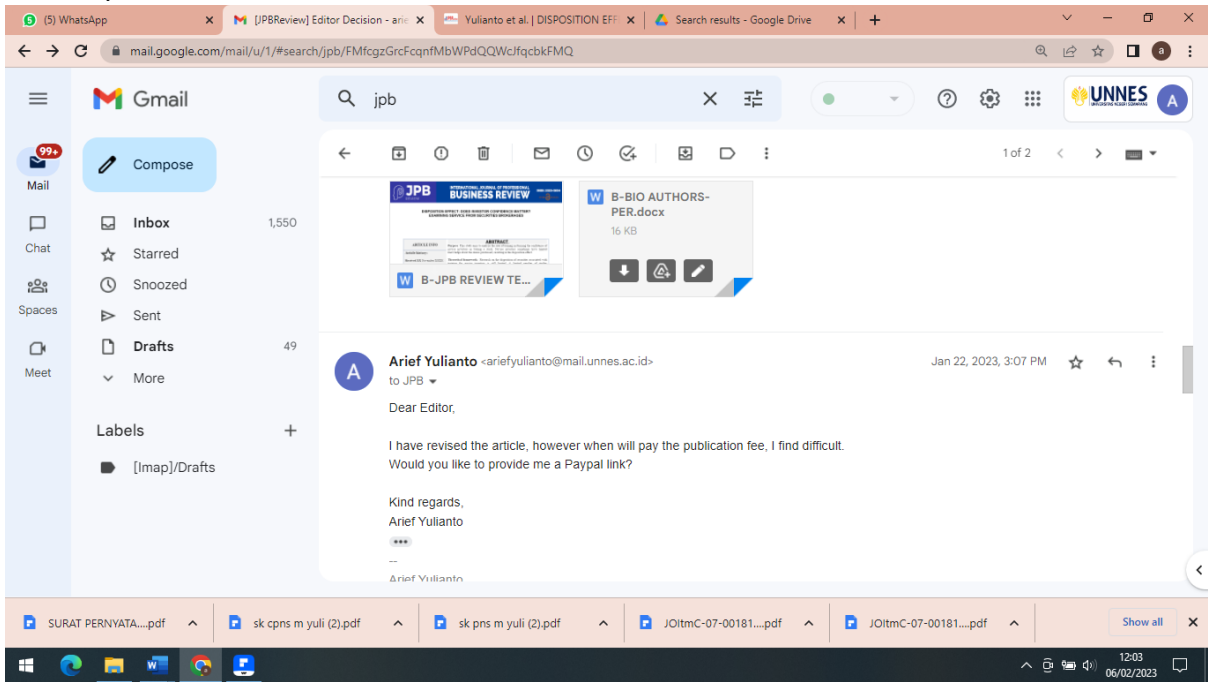 (5) WhatsApp
[JPBReview] Editor Decision - arie
Yulianto et al. | DISPOSITION EFF
Search results - Google Drive
mail.google.com/mail/u/1/#search/jpb/FMfcgzGrcFcqnfMbWPdQQWcJfqcbkFMQ
a
Gmail
jpb
UNNES
A
99+
Mail
Chat
Spaces
Meet
Compose
Inbox 1,550
Starred
Snoozed
Sent
Drafts 49
More
Labels +
[Imap]/Drafts
1 of 2
JPB
BUSINESS REVIEW
ABSTRACT
W B-JPB REVIEW TE...
W B-BIO AUTHORS-
PER.docx
16 KB
A
Arief Yulianto <ariefyulianto@mail.unnes.ac.id> Jan 22, 2023, 3:07 PM
to JPB
Dear Editor,
I have revised the article, however when will pay the publication fee, I find difficult.
Would you like to provide me a Paypal link?
Kind regards,
Arief Yulianto
--
Arief Yulianto
SURAT PERNYATA....pdf
sk cpns m yuli (2).pdf
sk pns m yuli (2).pdf
JOItmC-07-00181....pdf
JOItmC-07-00181....pdf
Show all
12:03
06/02/2023